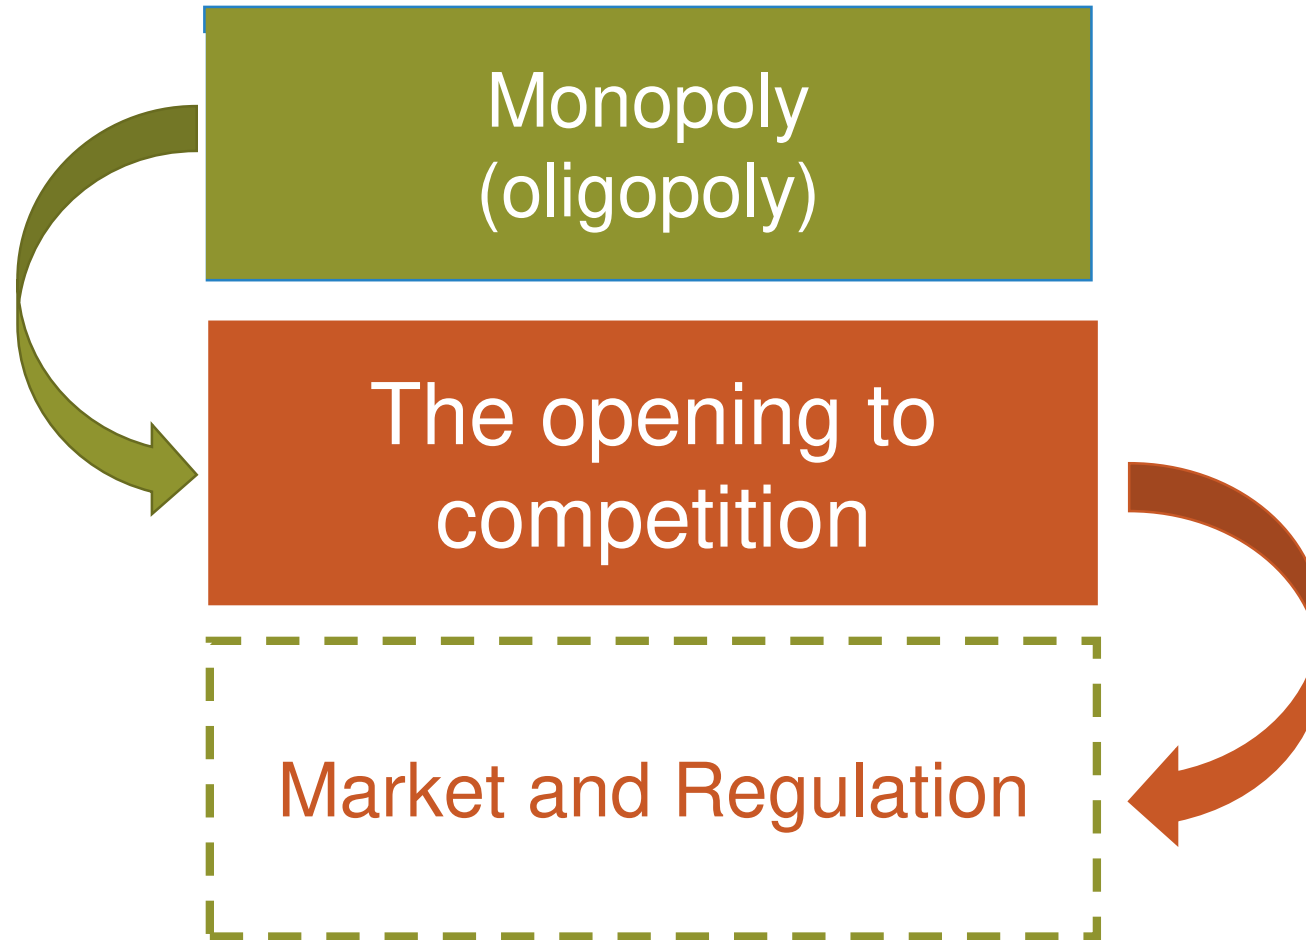 Monopoly
(oligopoly)
The opening to
competition
Market and Regulation